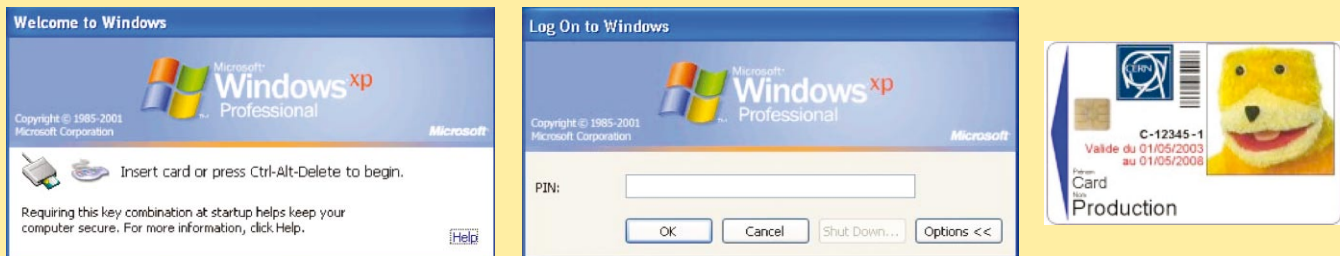 Welcome to Windows
Microsoft®
Windows xp
Professional
Copyright © 1985-2001
Microsoft Corporation
Microsoft
Insert card or press Ctrl-Alt-Delete to begin.
Requiring this key combination at startup helps keep your
computer secure. For more information, click Help.
Help
Log On to Windows
Microsoft®
Windows xp
Professional
Copyright © 1985-2001
Microsoft Corporation
Microsoft
PIN:
OK
Cancel
Shut Down...
Options <<
CERN
C-12345-1
Valide du 01/05/2003
au 01/05/2008
Prénom
Card
Nom
Production